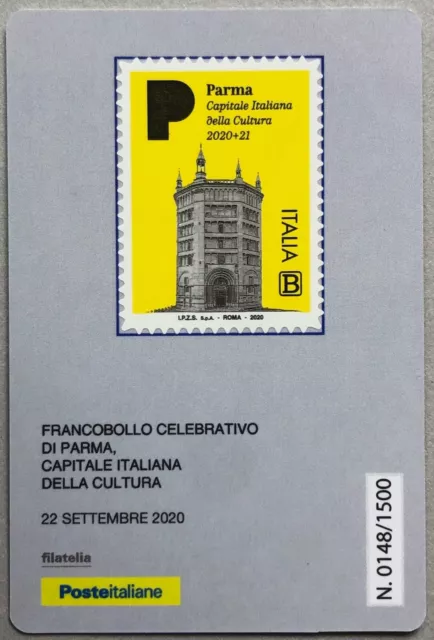 P
Parma
Capitale Italiana
della Cultura
2020+21
ITALIA
B
I.P.Z.S. S.p.A. - ROMA - 2020
FRANCOBOLLO CELEBRATIVO
DI PARMA,
CAPITALE ITALIANA
DELLA CULTURA
22 SETTEMBRE 2020
filatelia
Posteitaliane
N. 0148/1500